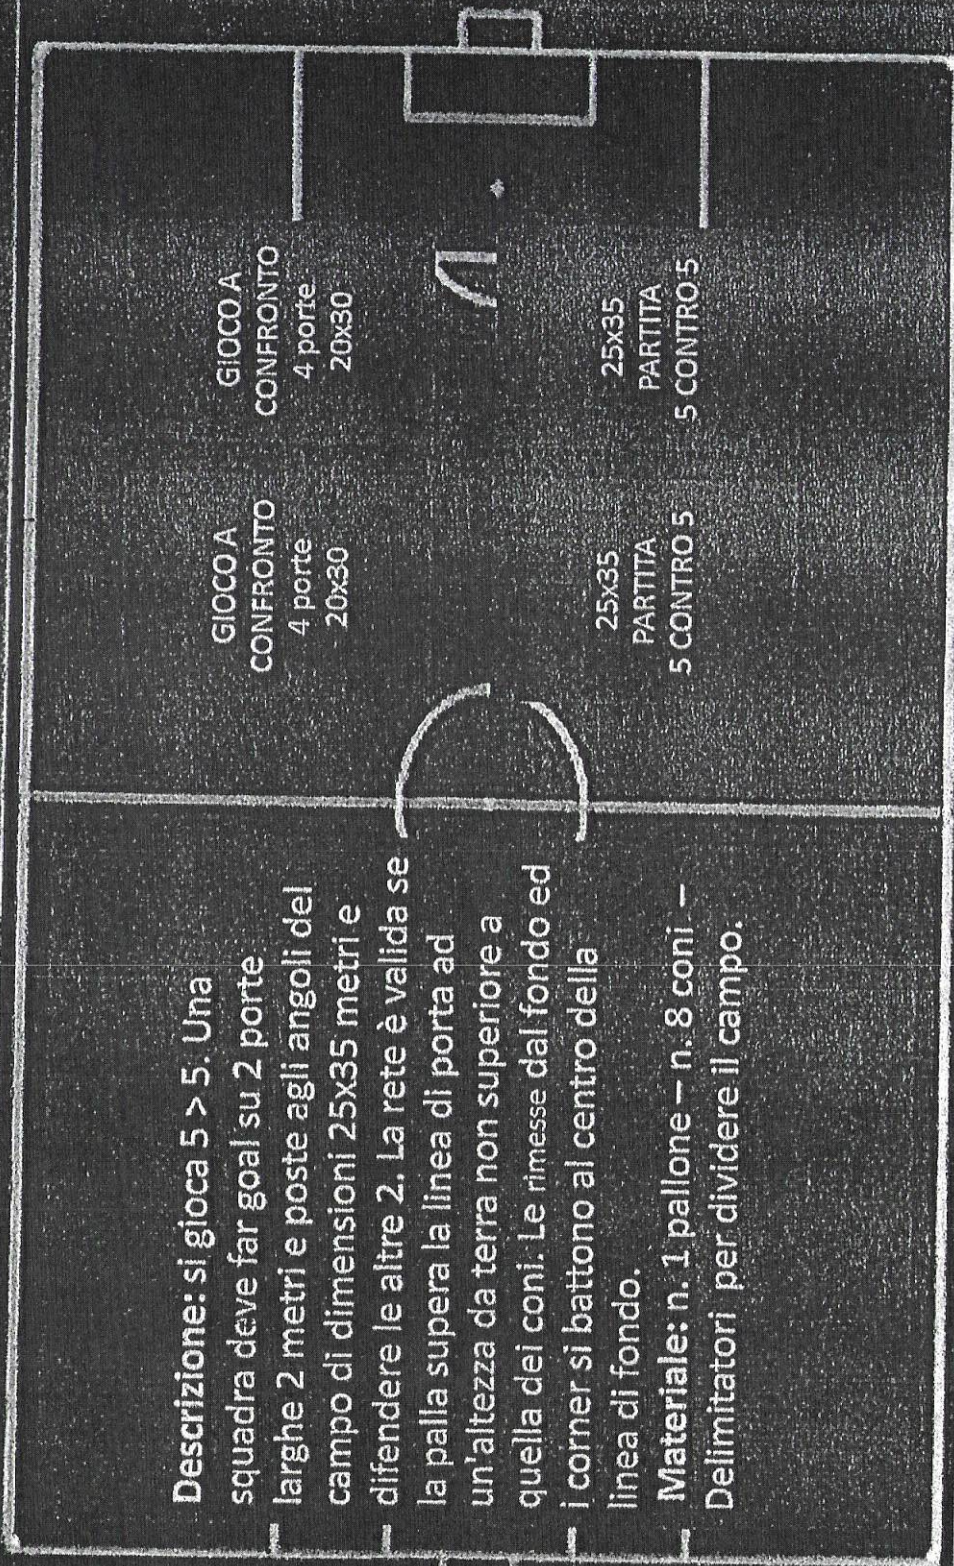 Descrizione: si gioca 5 > 5. Una
squadra deve far goal su 2 porte
larghe 2 metri e poste agli angoli del
campo di dimensioni 25x35 metri e
difendere le altre 2. La rete è valida se
la palla supera la linea di porta ad
un'altezza da terra non superiore a
quella dei coni. Le rimesse dal fondo ed
i corner si battono al centro della
linea di fondo.
Materiale: n. 1 pallone – n. 8 coni –
Delimitatori per dividere il campo.
GIOCO A
CONFRONTO
4 porte
20x30
GIOCO A
CONFRONTO
4 porte
20x30
25x35
PARTITA
5 CONTRO 5
25x35
PARTITA
5 CONTRO 5